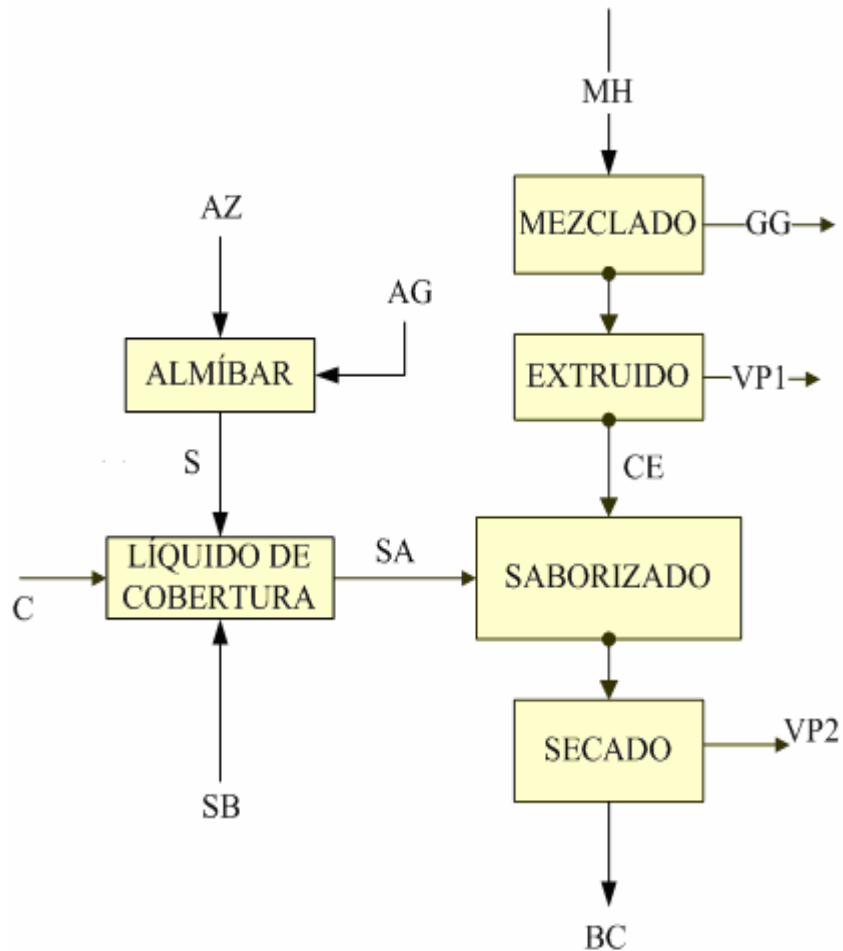 MH
MEZCLADO
GG
AZ
AG
ALMÍBAR
EXTRUIDO
VP1
S
CE
LÍQUIDO DE
COBERTURA
SA
SABORIZADO
C
SECADO
VP2
SB
BC